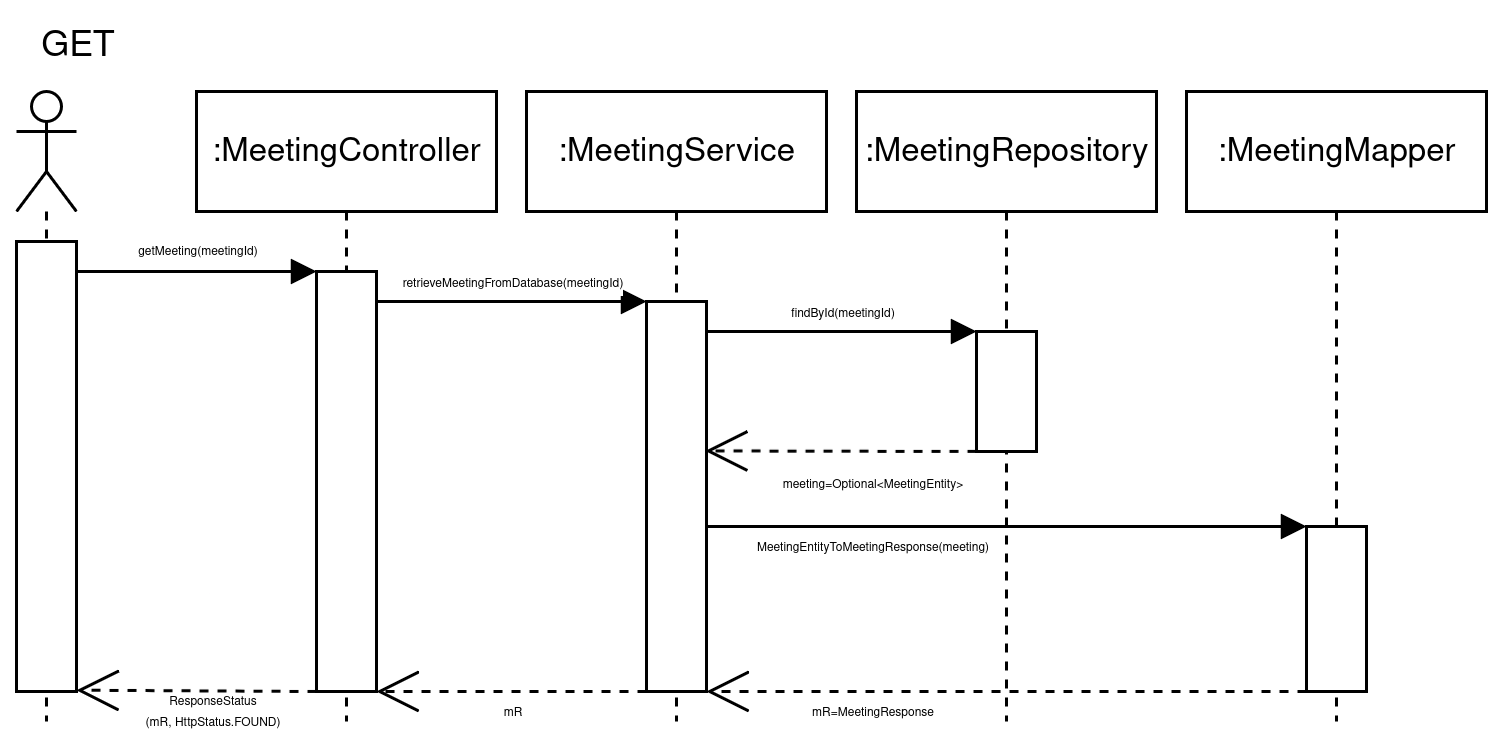 GET
:MeetingController
:MeetingService
:MeetingRepository
:MeetingMapper
getMeeting(meetingId)
retrieveMeetingFromDatabase(meetingId)
findById(meetingId)
meeting=Optional<MeetingEntity>
MeetingEntityToMeetingResponse(meeting)
ResponseStatus
(mR, HttpStatus.FOUND)
mR
mR=MeetingResponse